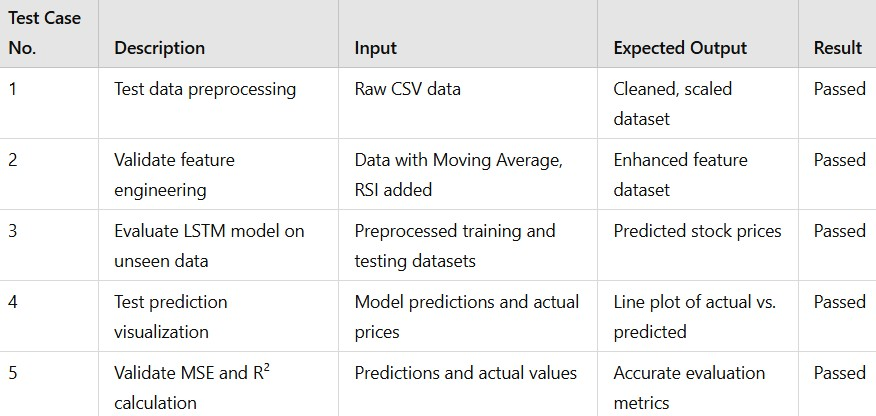 Test Case
No. Description Input Expected Output Result
1 Test data preprocessing Raw CSV data Cleaned, scaled Passed
dataset
2 Validate feature Data with Moving Average, Enhanced feature Passed
engineering RSI added dataset
3 Evaluate LSTM model on Preprocessed training and Predicted stock prices Passed
unseen data testing datasets
4 Test prediction Model predictions and actual Line plot of actual vs. Passed
visualization prices predicted
5 Validate MSE and R² Predictions and actual values Accurate evaluation Passed
calculation metrics